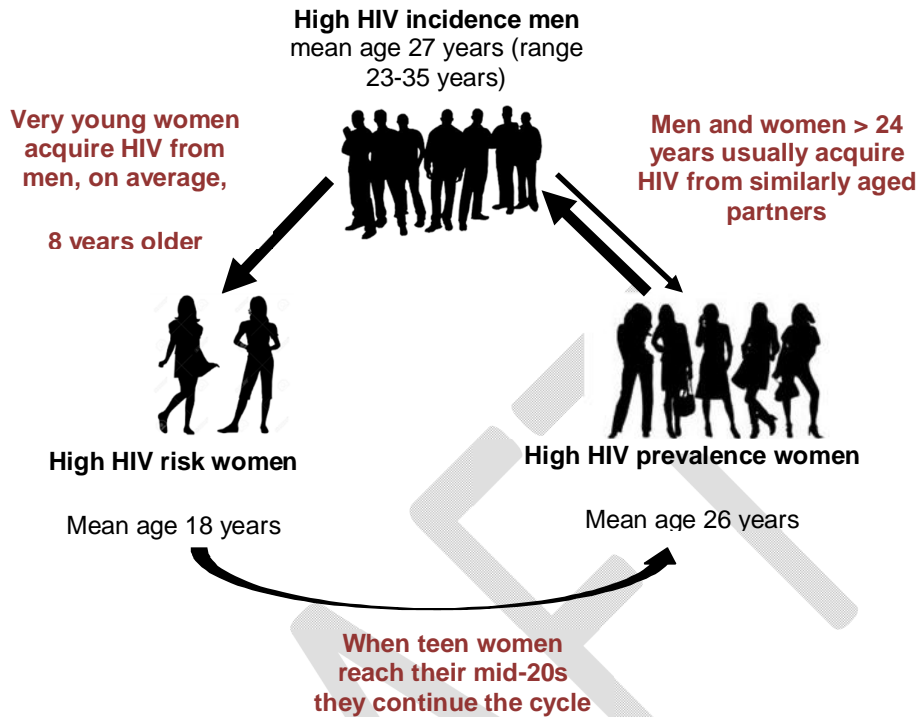 High HIV incidence men
mean age 27 years (range
23-35 years)
Very young women
acquire HIV from
men, on average,
8 years older
Men and women > 24
years usually acquire
HIV from similarly aged
partners
High HIV risk women
Mean age 18 years
High HIV prevalence women
Mean age 26 years
When teen women
reach their mid-20s
they continue the cycle